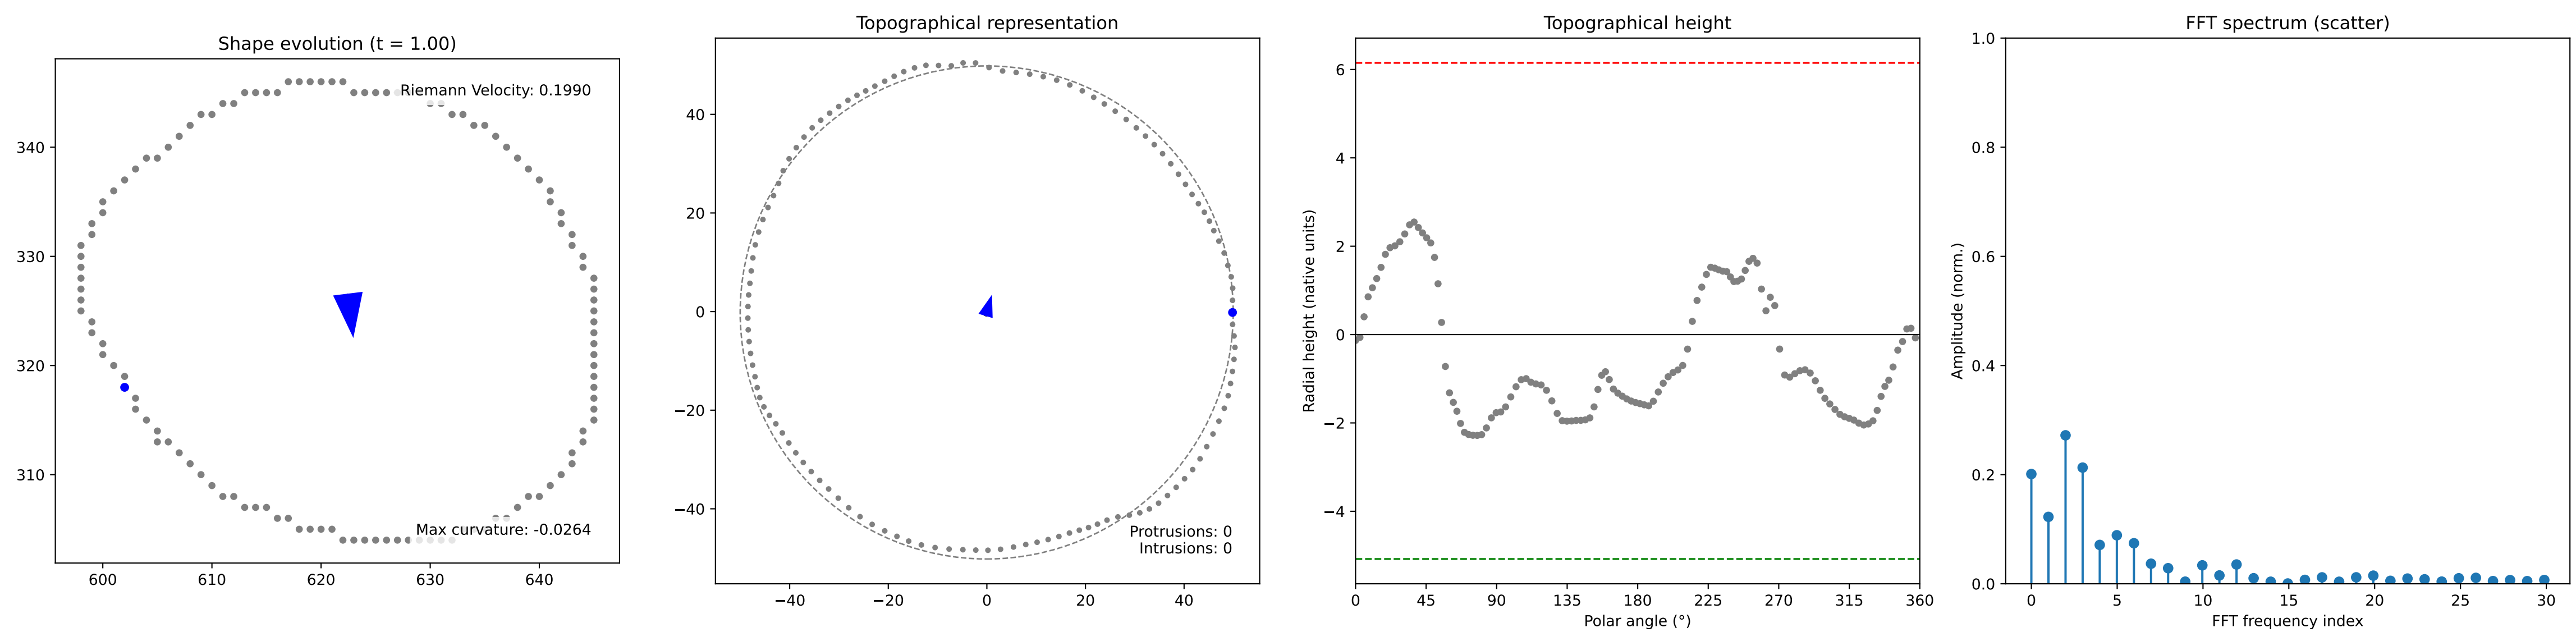 Shape evolution (t = 1.00)
Riemann Velocity: 0.1990
Max curvature: -0.0264
340
330
320
310
600 610 620 630 640
Topographical representation
40
20
0
−20
−40
Protrusions: 0
Intrusions: 0
−40 −20 0 20 40
Topographical height
Radial height (native units)
6
4
2
0
−2
−4
0 45 90 135 180 225 270 315 360
Polar angle (°)
FFT spectrum (scatter)
Amplitude (norm.)
1.0
0.8
0.6
0.4
0.2
0.0
0 5 10 15 20 25 30
FFT frequency index